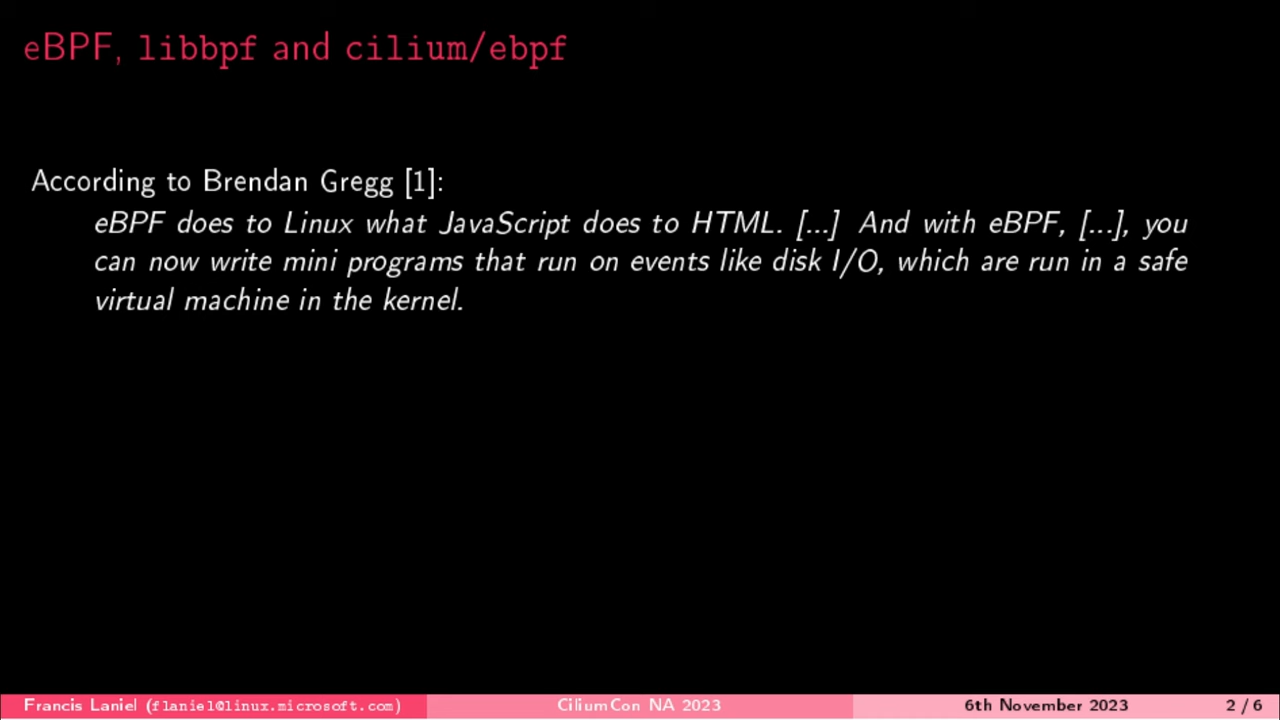 eBPF, libbpf and cilium/ebpf
According to Brendan Gregg [1]:
eBPF does to Linux what JavaScript does to HTML. [...] And with eBPF, [...], you
can now write mini programs that run on events like disk I/O, which are run in a safe
virtual machine in the kernel.
Francis Laniel (flaniel@linux.microsoft.com) CiliumCon NA 2023 6th November 2023 2 / 6